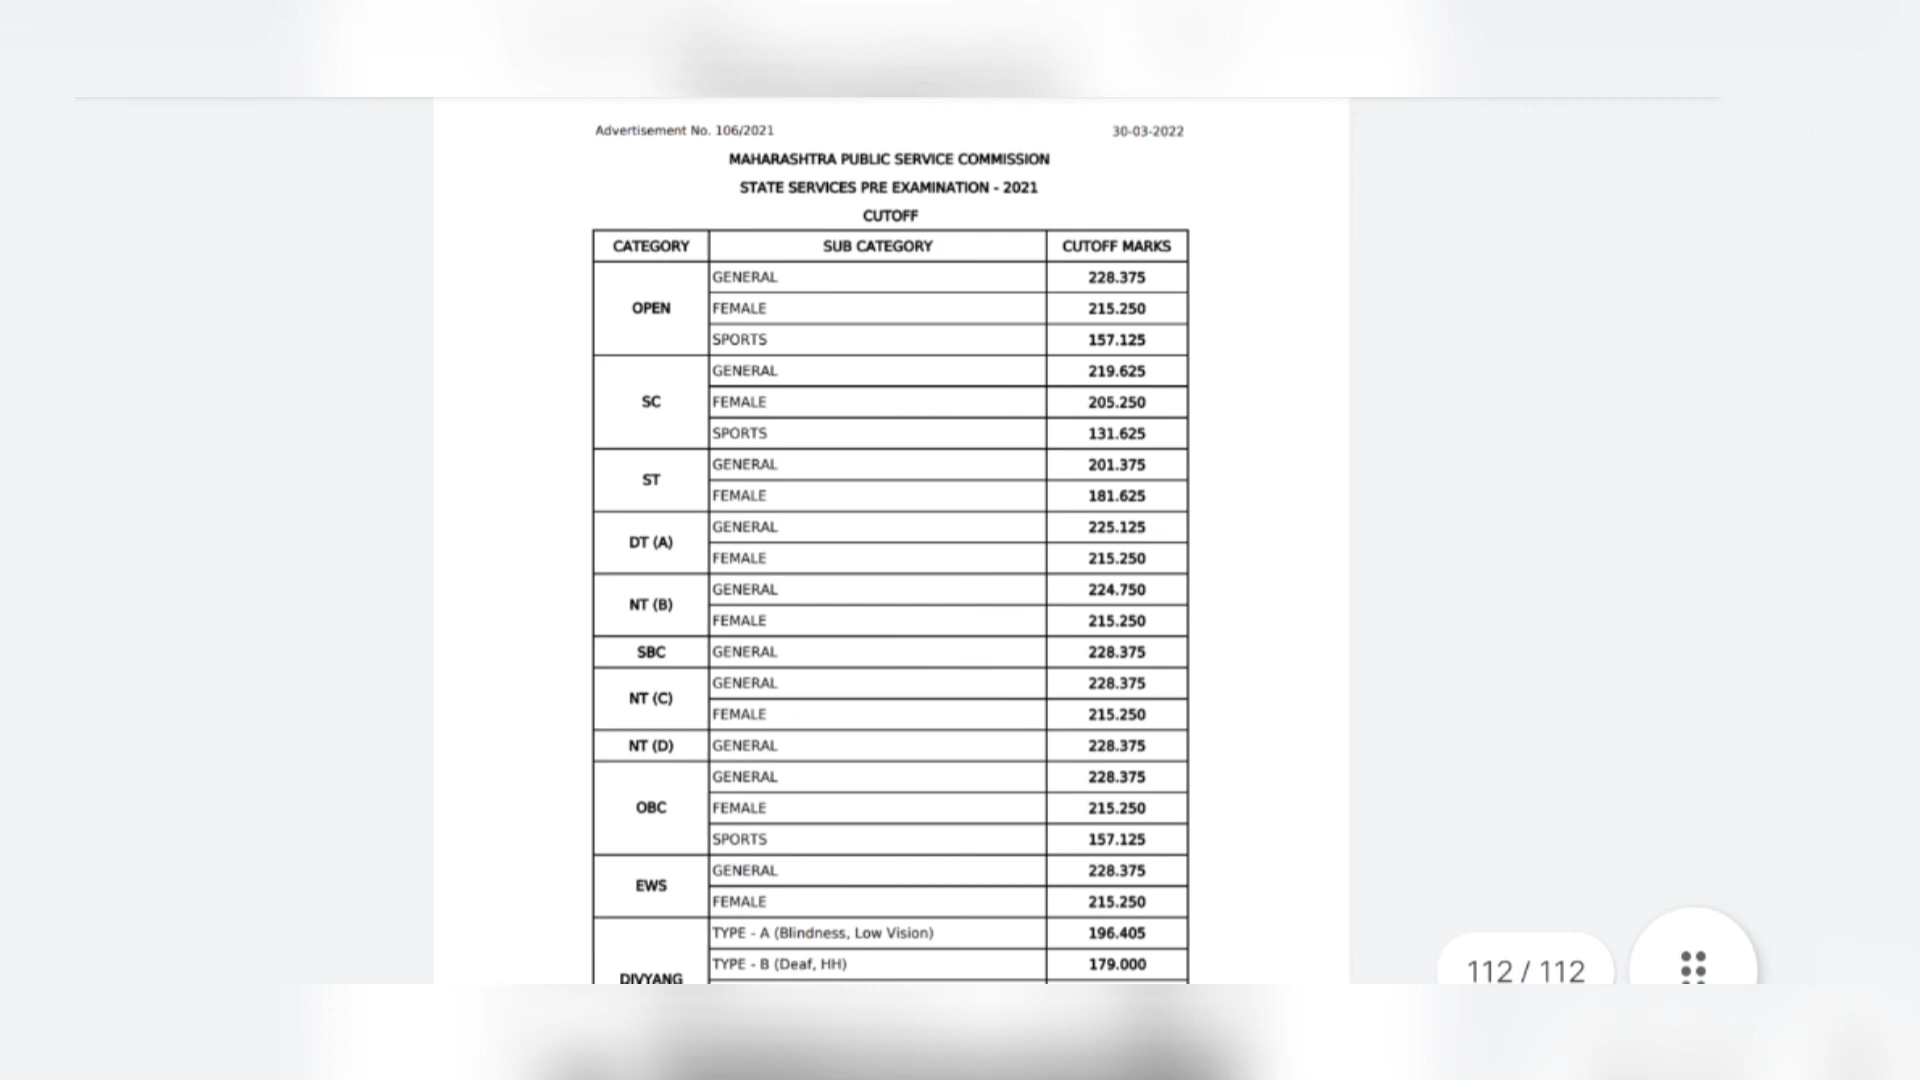 Advertisement No. 106/2021 30-03-2022
MAHARASHTRA PUBLIC SERVICE COMMISSION
STATE SERVICES PRE EXAMINATION - 2021
CUTOFF
CATEGORY SUB CATEGORY CUTOFF MARKS
OPEN GENERAL 228.375
FEMALE 215.250
SPORTS 157.125
SC GENERAL 219.625
FEMALE 205.250
SPORTS 131.625
ST GENERAL 201.375
FEMALE 181.625
DT (A) GENERAL 225.125
FEMALE 215.250
NT (B) GENERAL 224.750
FEMALE 215.250
SBC GENERAL 228.375
NT (C) GENERAL 228.375
FEMALE 215.250
NT (D) GENERAL 228.375
OBC GENERAL 228.375
FEMALE 215.250
SPORTS 157.125
EWS GENERAL 228.375
FEMALE 215.250
DIVYANG TYPE - A (Blindness, Low Vision) 196.405
TYPE - B (Deaf, HH) 179.000
112 / 112